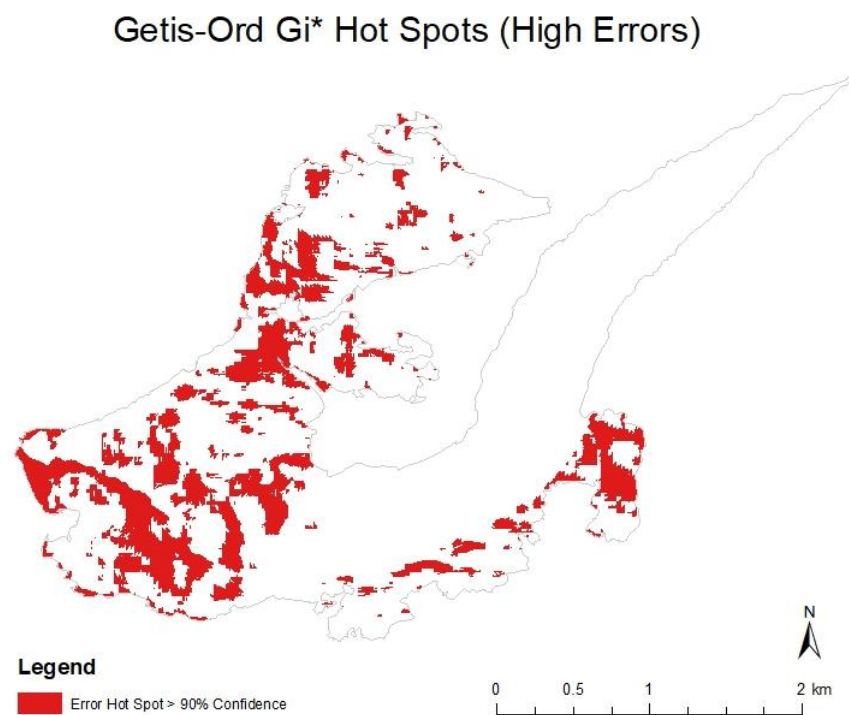 Getis-Ord Gi* Hot Spots (High Errors)
N
Legend
Error Hot Spot > 90% Confidence
0 0.5 1 2 km